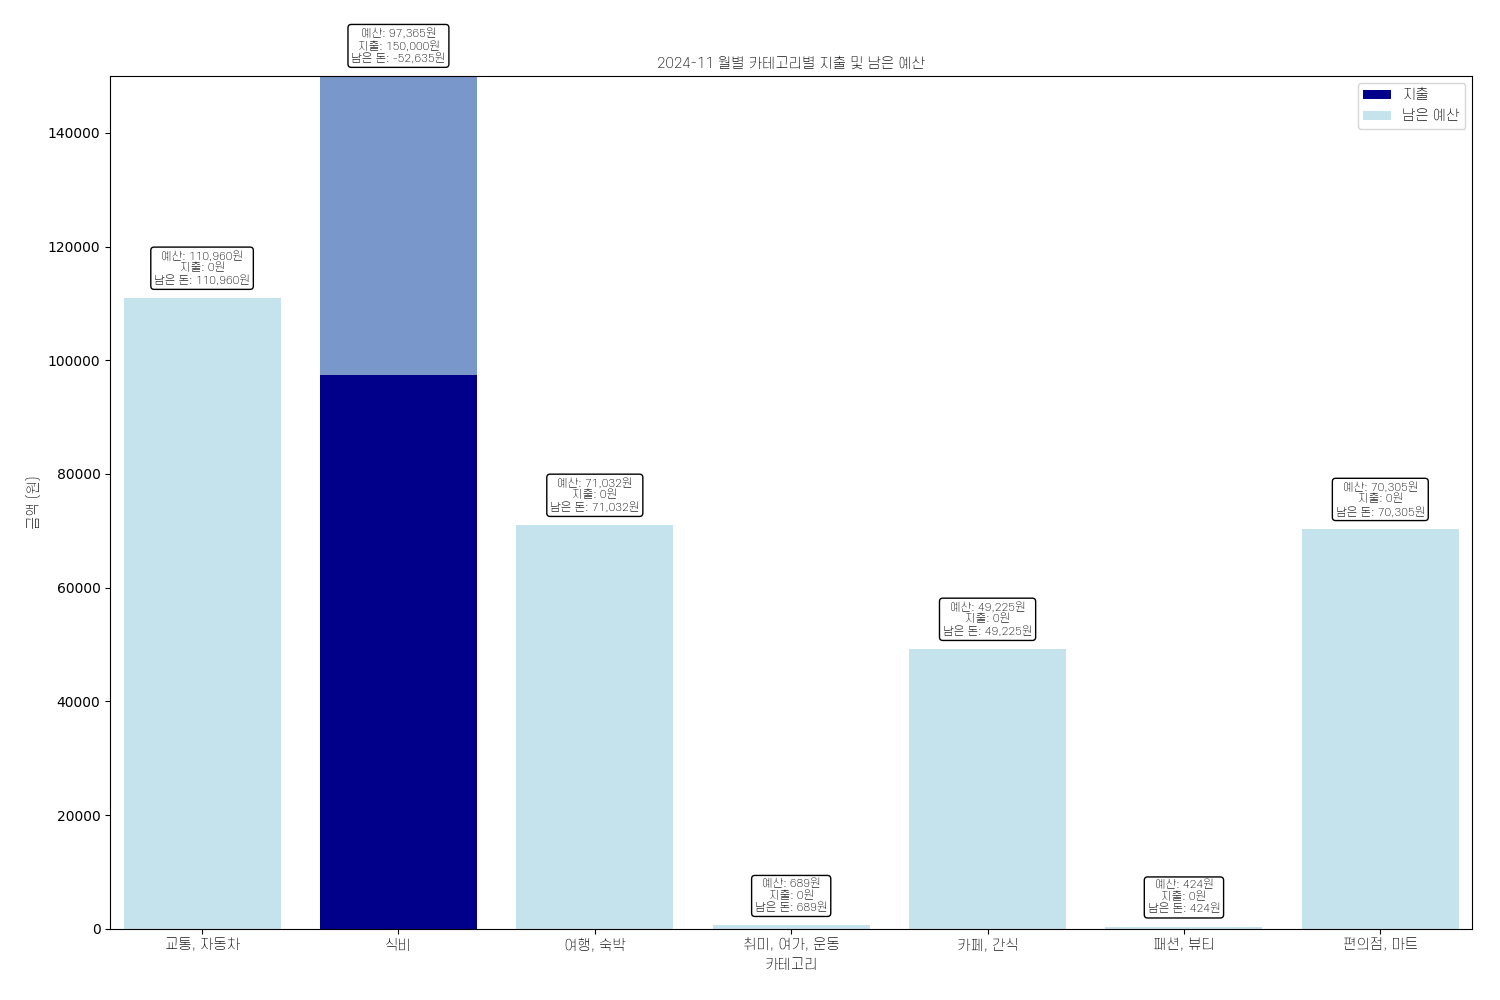 예산: 97,365원
지출: 150,000원
남은 돈: -52,635원
2024-11 월별 카테고리별 지출 및 남은 예산
지출
남은 예산
140000
120000
100000
80000
60000
40000
20000
0
금액 (원)
예산: 110,960원
지출: 0원
남은 돈: 110,960원
예산: 71,032원
지출: 0원
남은 돈: 71,032원
예산: 689원
지출: 0원
남은 돈: 689원
예산: 49,225원
지출: 0원
남은 돈: 49,225원
예산: 424원
지출: 0원
남은 돈: 424원
예산: 70,305원
지출: 0원
남은 돈: 70,305원
교통, 자동차
식비
여행, 숙박
취미, 여가, 운동
카페, 간식
패션, 뷰티
편의점, 마트
카테고리